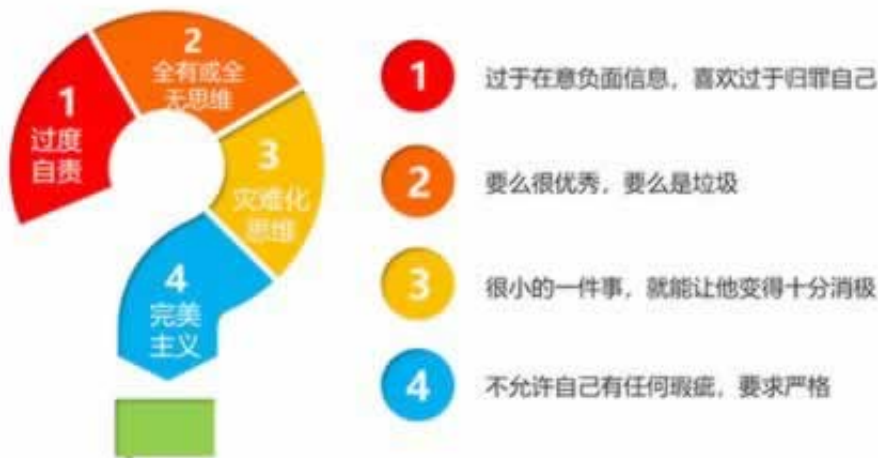 1
过度
自责
2
全有或全
无思维
3
灾难化
思维
4
完美
主义
1 过于在意负面信息，喜欢过于归罪自己
2 要么很优秀，要么是垃圾
3 很小的一件事，就能让他变得十分消极
4 不允许自己有任何瑕疵，要求严格